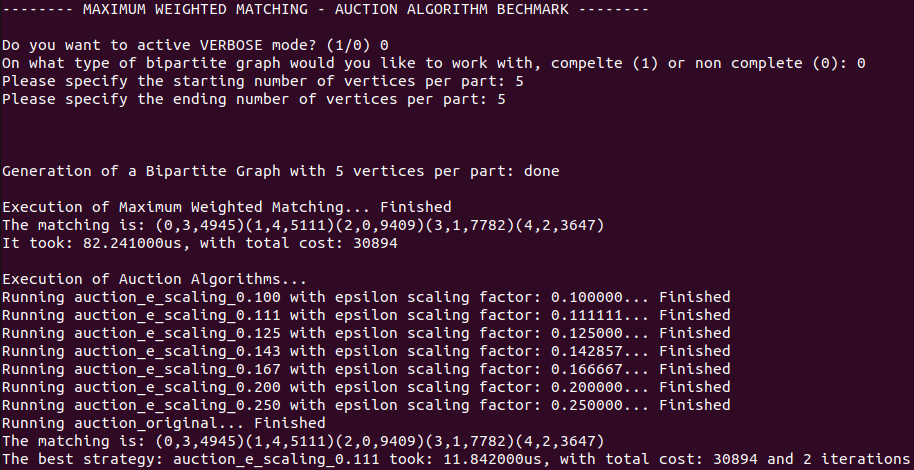 -------- MAXIMUM WEIGHTED MATCHING - AUCTION ALGORITHM BECHMARK --------
Do you want to active VERBOSE mode? (1/0) 0
On what type of bipartite graph would you like to work with, compelte (1) or non complete (0): 0
Please specify the starting number of vertices per part: 5
Please specify the ending number of vertices per part: 5
Generation of a Bipartite Graph with 5 vertices per part: done
Execution of Maximum Weighted Matching... Finished
The matching is: (0,3,4945)(1,4,5111)(2,0,9409)(3,1,7782)(4,2,3647)
It took: 82.241000us, with total cost: 30894
Execution of Auction Algorithms...
Running auction_e_scaling_0.100 with epsilon scaling factor: 0.100000... Finished
Running auction_e_scaling_0.111 with epsilon scaling factor: 0.111111... Finished
Running auction_e_scaling_0.125 with epsilon scaling factor: 0.125000... Finished
Running auction_e_scaling_0.143 with epsilon scaling factor: 0.142857... Finished
Running auction_e_scaling_0.167 with epsilon scaling factor: 0.166667... Finished
Running auction_e_scaling_0.200 with epsilon scaling factor: 0.200000... Finished
Running auction_e_scaling_0.250 with epsilon scaling factor: 0.250000... Finished
Running auction_original... Finished
The matching is: (0,3,4945)(1,4,5111)(2,0,9409)(3,1,7782)(4,2,3647)
The best strategy: auction_e_scaling_0.111 took: 11.842000us, with total cost: 30894 and 2 iterations